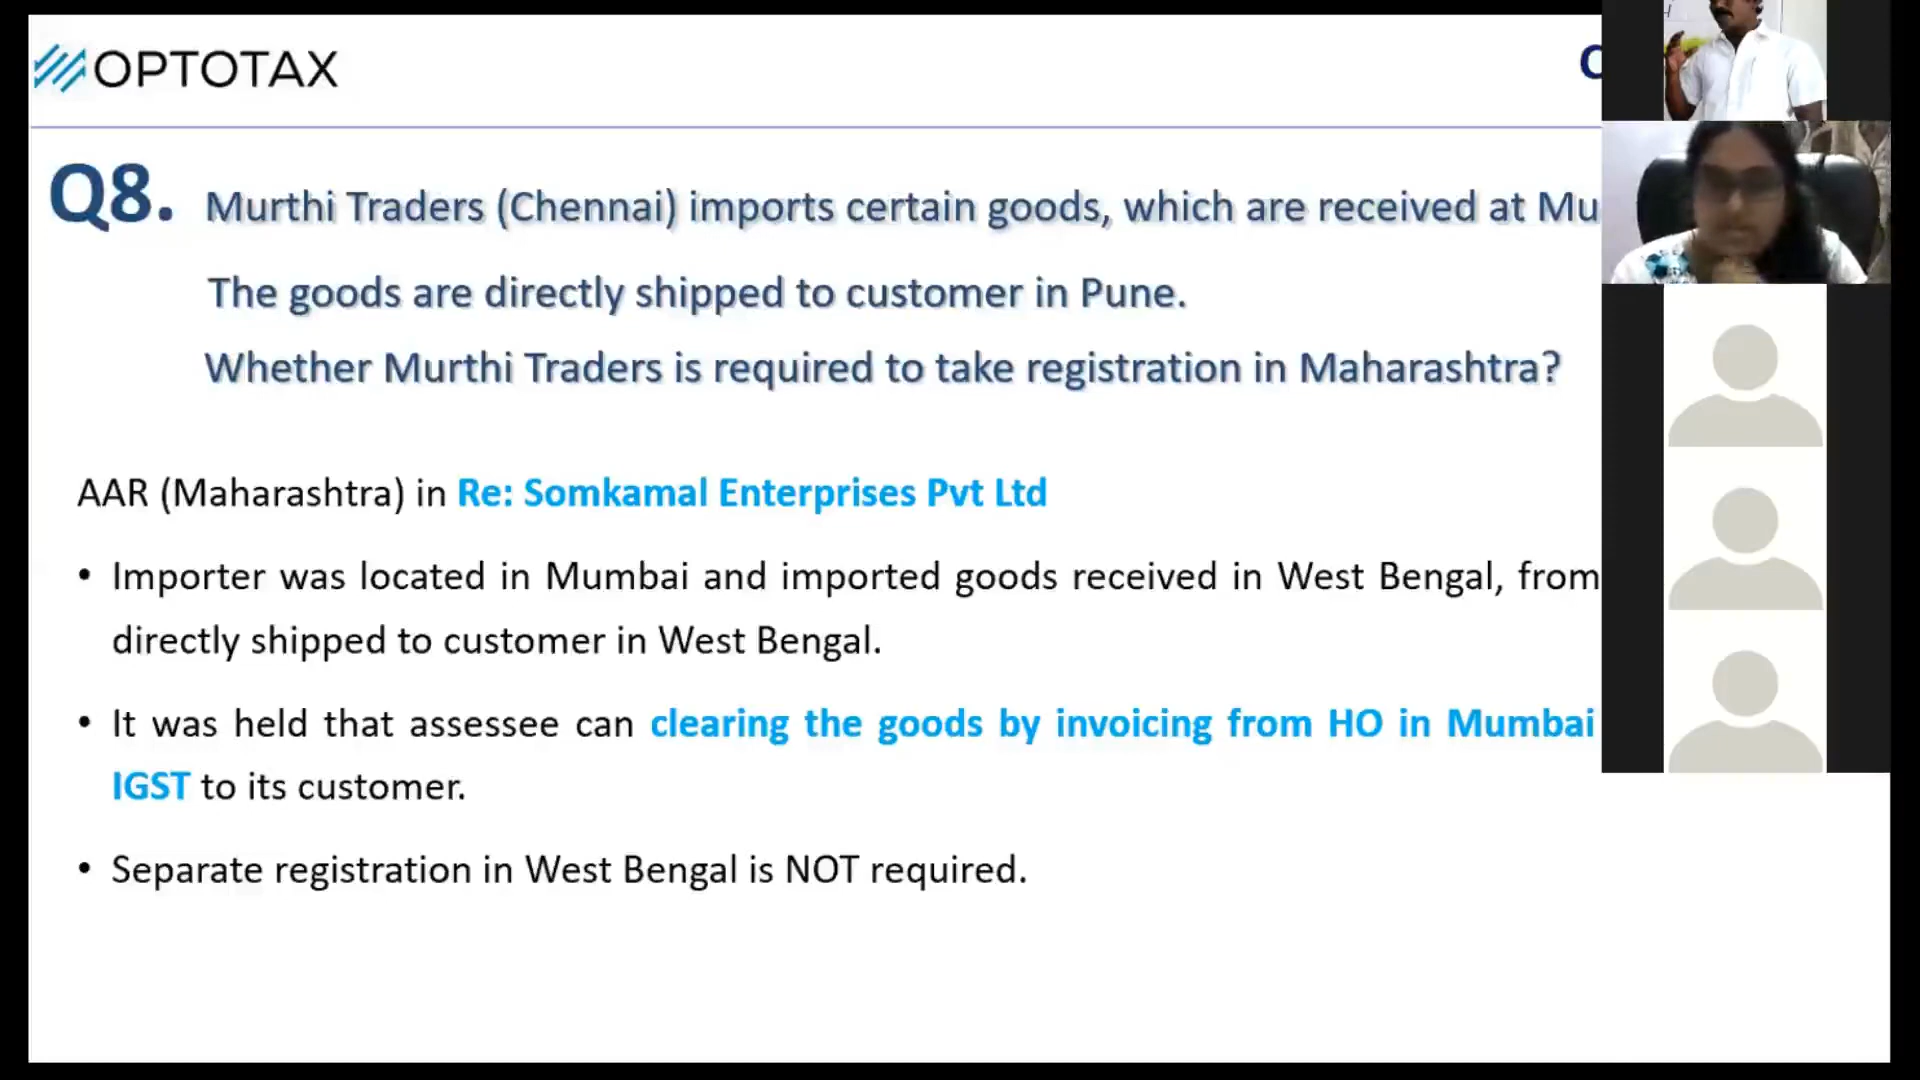 OPTOTAX
Q8. Murthi Traders (Chennai) imports certain goods, which are received at Mu
The goods are directly shipped to customer in Pune.
Whether Murthi Traders is required to take registration in Maharashtra?
AAR (Maharashtra) in Re: Somkamal Enterprises Pvt Ltd
• Importer was located in Mumbai and imported goods received in West Bengal, from
directly shipped to customer in West Bengal.
• It was held that assessee can clearing the goods by invoicing from HO in Mumbai
IGST to its customer.
• Separate registration in West Bengal is NOT required.